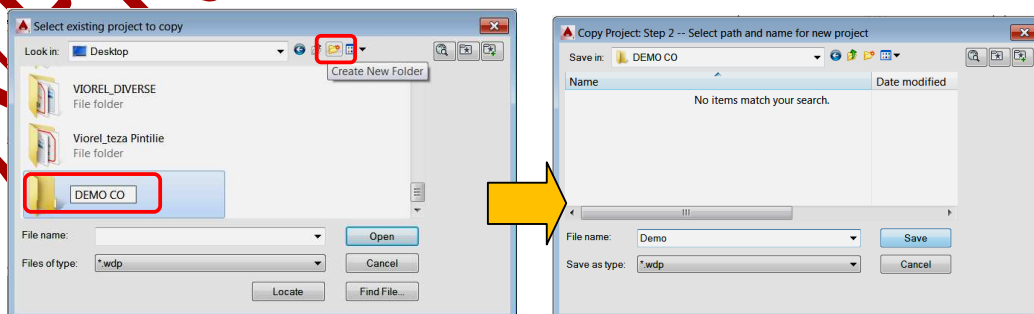 Select existing project to copy
Look in:
Desktop
Create New Folder
VIOREL_DIVERSE
File folder
Viorel_teza Pintilie
File folder
DEMO CO
File name:
Open
Files of type:
*.wdp
Cancel
Locate
Find File...
Copy Project: Step 2 -- Select path and name for new project
Save in:
DEMO CO
Name
Date modified
No items match your search.
File name:
Demo
Save
Save as type:
*.wdp
Cancel